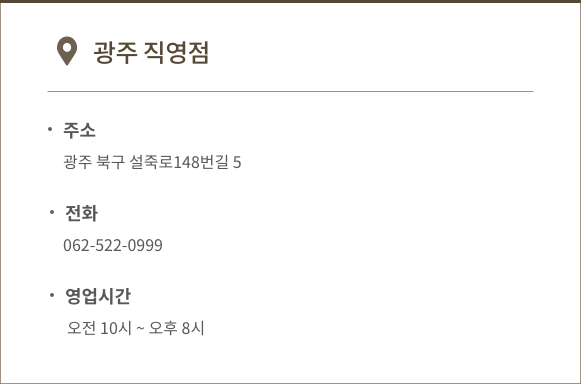 광주 직영점
• 주소
광주 북구 설죽로148번길 5
• 전화
062-522-0999
• 영업시간
오전 10시 ~ 오후 8시